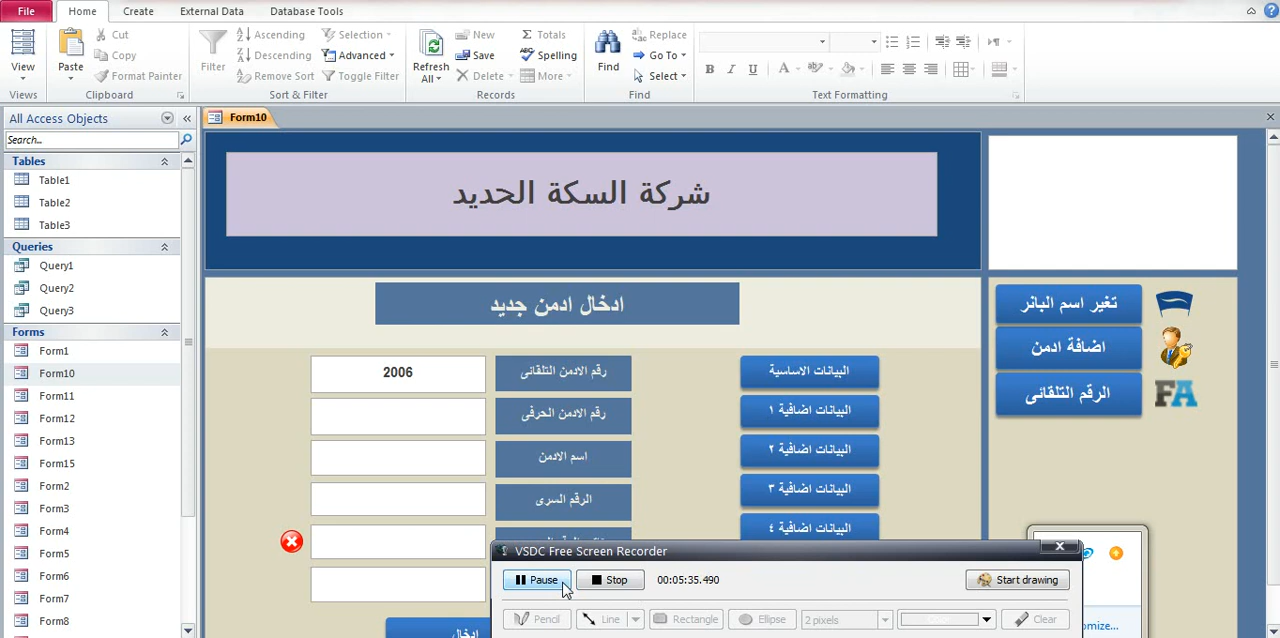 File Home Create External Data Database Tools
Cut Ascending Selection New Totals Replace
View Paste Copy Filter Descending Advanced Refresh All Save Spelling Find Go To
Format Painter Remove Sort Toggle Filter Delete More Select
Views Clipboard Sort & Filter Records Find Text Formatting
All Access Objects
Search...
Tables
Table1
Table2
Table3
Queries
Query1
Query2
Query3
Forms
Form1
Form10
Form11
Form12
Form13
Form15
Form2
Form3
Form4
Form5
Form6
Form7
Form8
Form10
شركة السكة الحديد
ادخال ادمن جديد
تغير اسم البانر
اضافة ادمن
الرقم التلقائى
FA
البيانات الاساسية
البيانات اضافية ١
البيانات اضافية ٢
البيانات اضافية ٣
البيانات اضافية ٤
رقم الادمن التلقائى
2006
رقم الادمن الحرفى
اسم الادمن
الرقم السرى
ادخال
VSDC Free Screen Recorder
Pause Stop 00:05:35.490 Start drawing
Pencil Line Rectangle Ellipse 2 pixels Color Clear